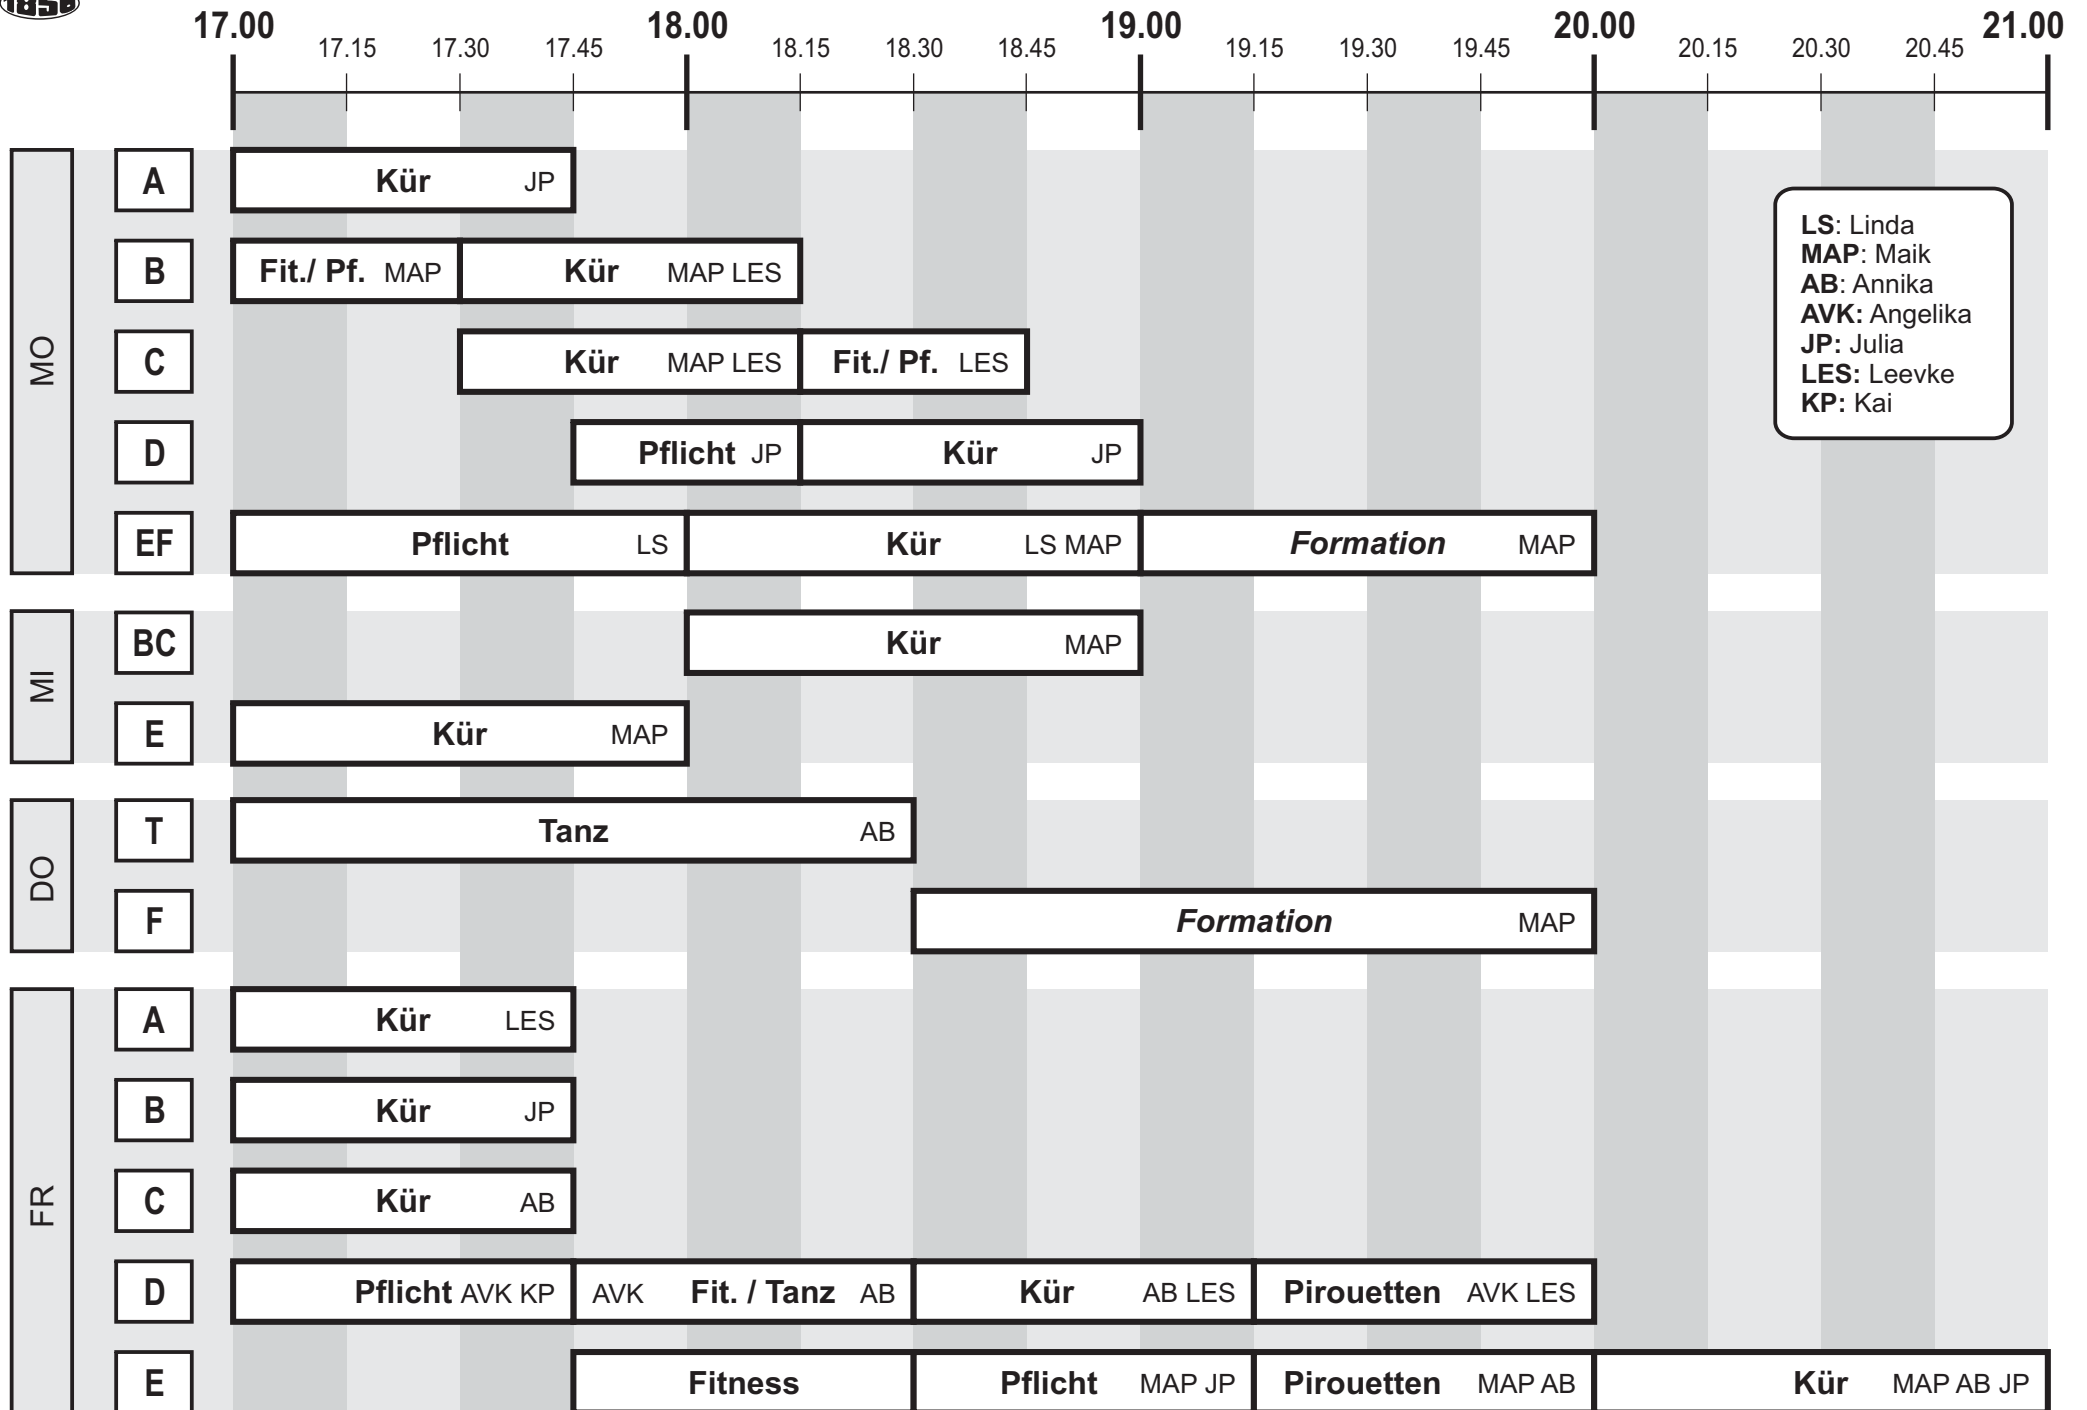 1856
17.00 17.15 17.30 17.45 18.00 18.15 18.30 18.45 19.00 19.15 19.30 19.45 20.00 20.15 20.30 20.45 21.00
MO
A Kür JP
B Fit./ Pf. MAP Kür MAP LES
C Kür MAP LES Fit./ Pf. LES
D Pflicht JP Kür JP
EF Pflicht LS Kür LS MAP Formation MAP
LS: Linda
MAP: Maik
AB: Annika
AVK: Angelika
JP: Julia
LES: Leevke
KP: Kai
MI
BC Kür MAP
E Kür MAP
DO
T Tanz AB
F Formation MAP
FR
A Kür LES
B Kür JP
C Kür AB
D Pflicht AVK KP AVK Fit. / Tanz AB Kür AB LES Pirouetten AVK LES
E Fitness Pflicht MAP JP Pirouetten MAP AB Kür MAP AB JP